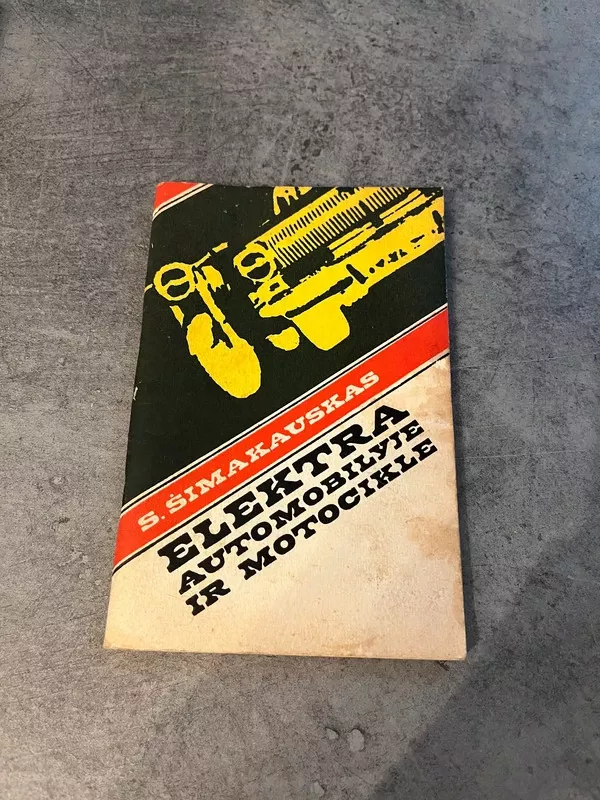 S. ŠIMAKAUSKAS
ELEKTRA
AUTOMOBILYJE
IR MOTOCIKLE